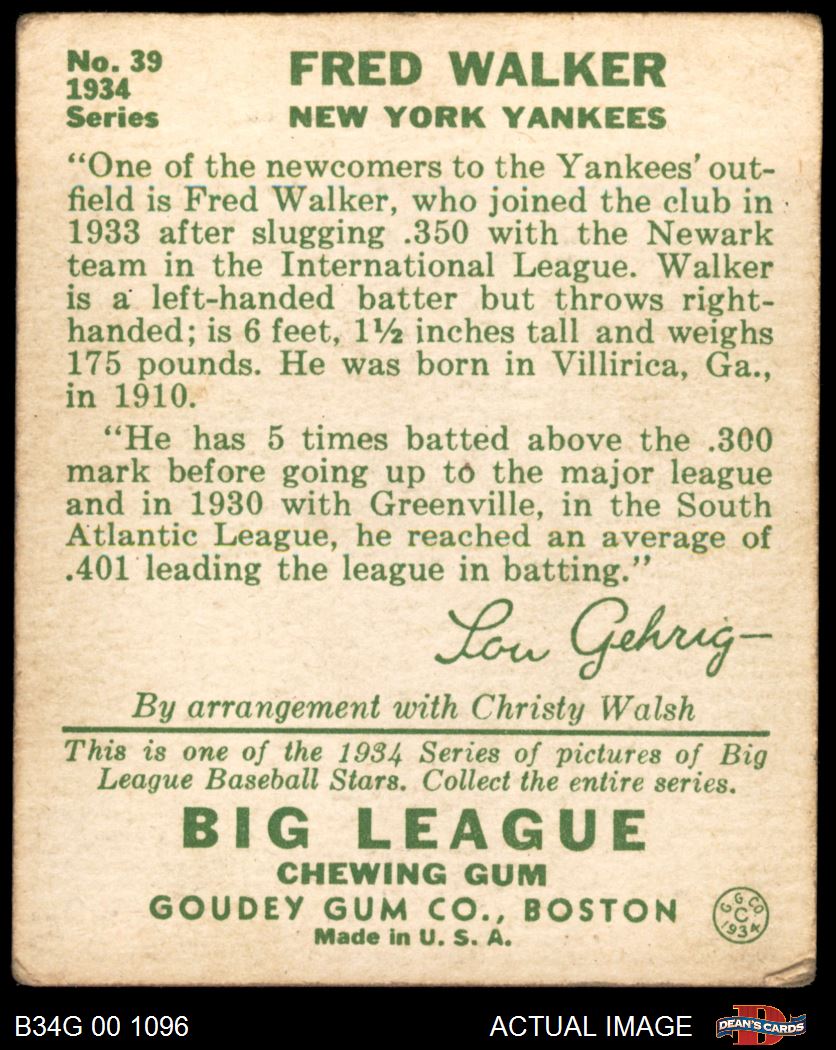 No. 39
1934
Series
FRED WALKER
NEW YORK YANKEES
"One of the newcomers to the Yankees' out-
field is Fred Walker, who joined the club in
1933 after slugging .350 with the Newark
team in the International League. Walker
is a left-handed batter but throws right-
handed; is 6 feet, 1½ inches tall and weighs
175 pounds. He was born in Villirica, Ga.,
in 1910.
"He has 5 times batted above the .300
mark before going up to the major league
and in 1930 with Greenville, in the South
Atlantic League, he reached an average of
.401 leading the league in batting."
Lou Gehrig—
By arrangement with Christy Walsh
This is one of the 1934 Series of pictures of Big
League Baseball Stars. Collect the entire series.
BIG LEAGUE
CHEWING GUM
GOUDEY GUM CO., BOSTON
Made in U. S. A.
G. G. CO.
C
1934
B34G 00 1096
ACTUAL IMAGE
D
DEAN'S CARDS